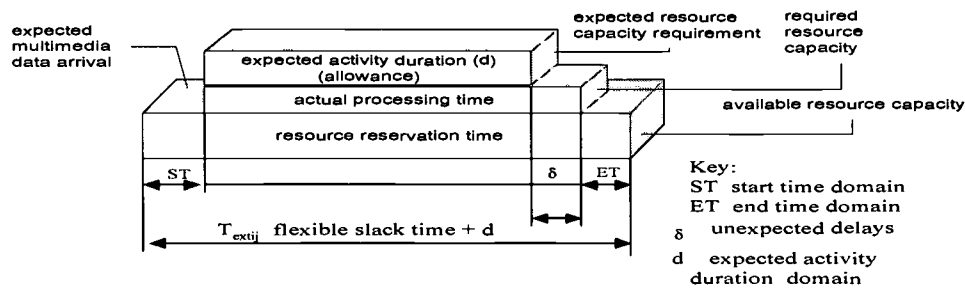 expected
multimedia
data arrival
expected resource
capacity requirement
required
resource
capacity
expected activity duration (d)
(allowance)
actual processing time
available resource capacity
resource reservation time
ST
δ
ET
T_extij flexible slack time + d
Key:
ST start time domain
ET end time domain
δ unexpected delays
d expected activity
duration domain